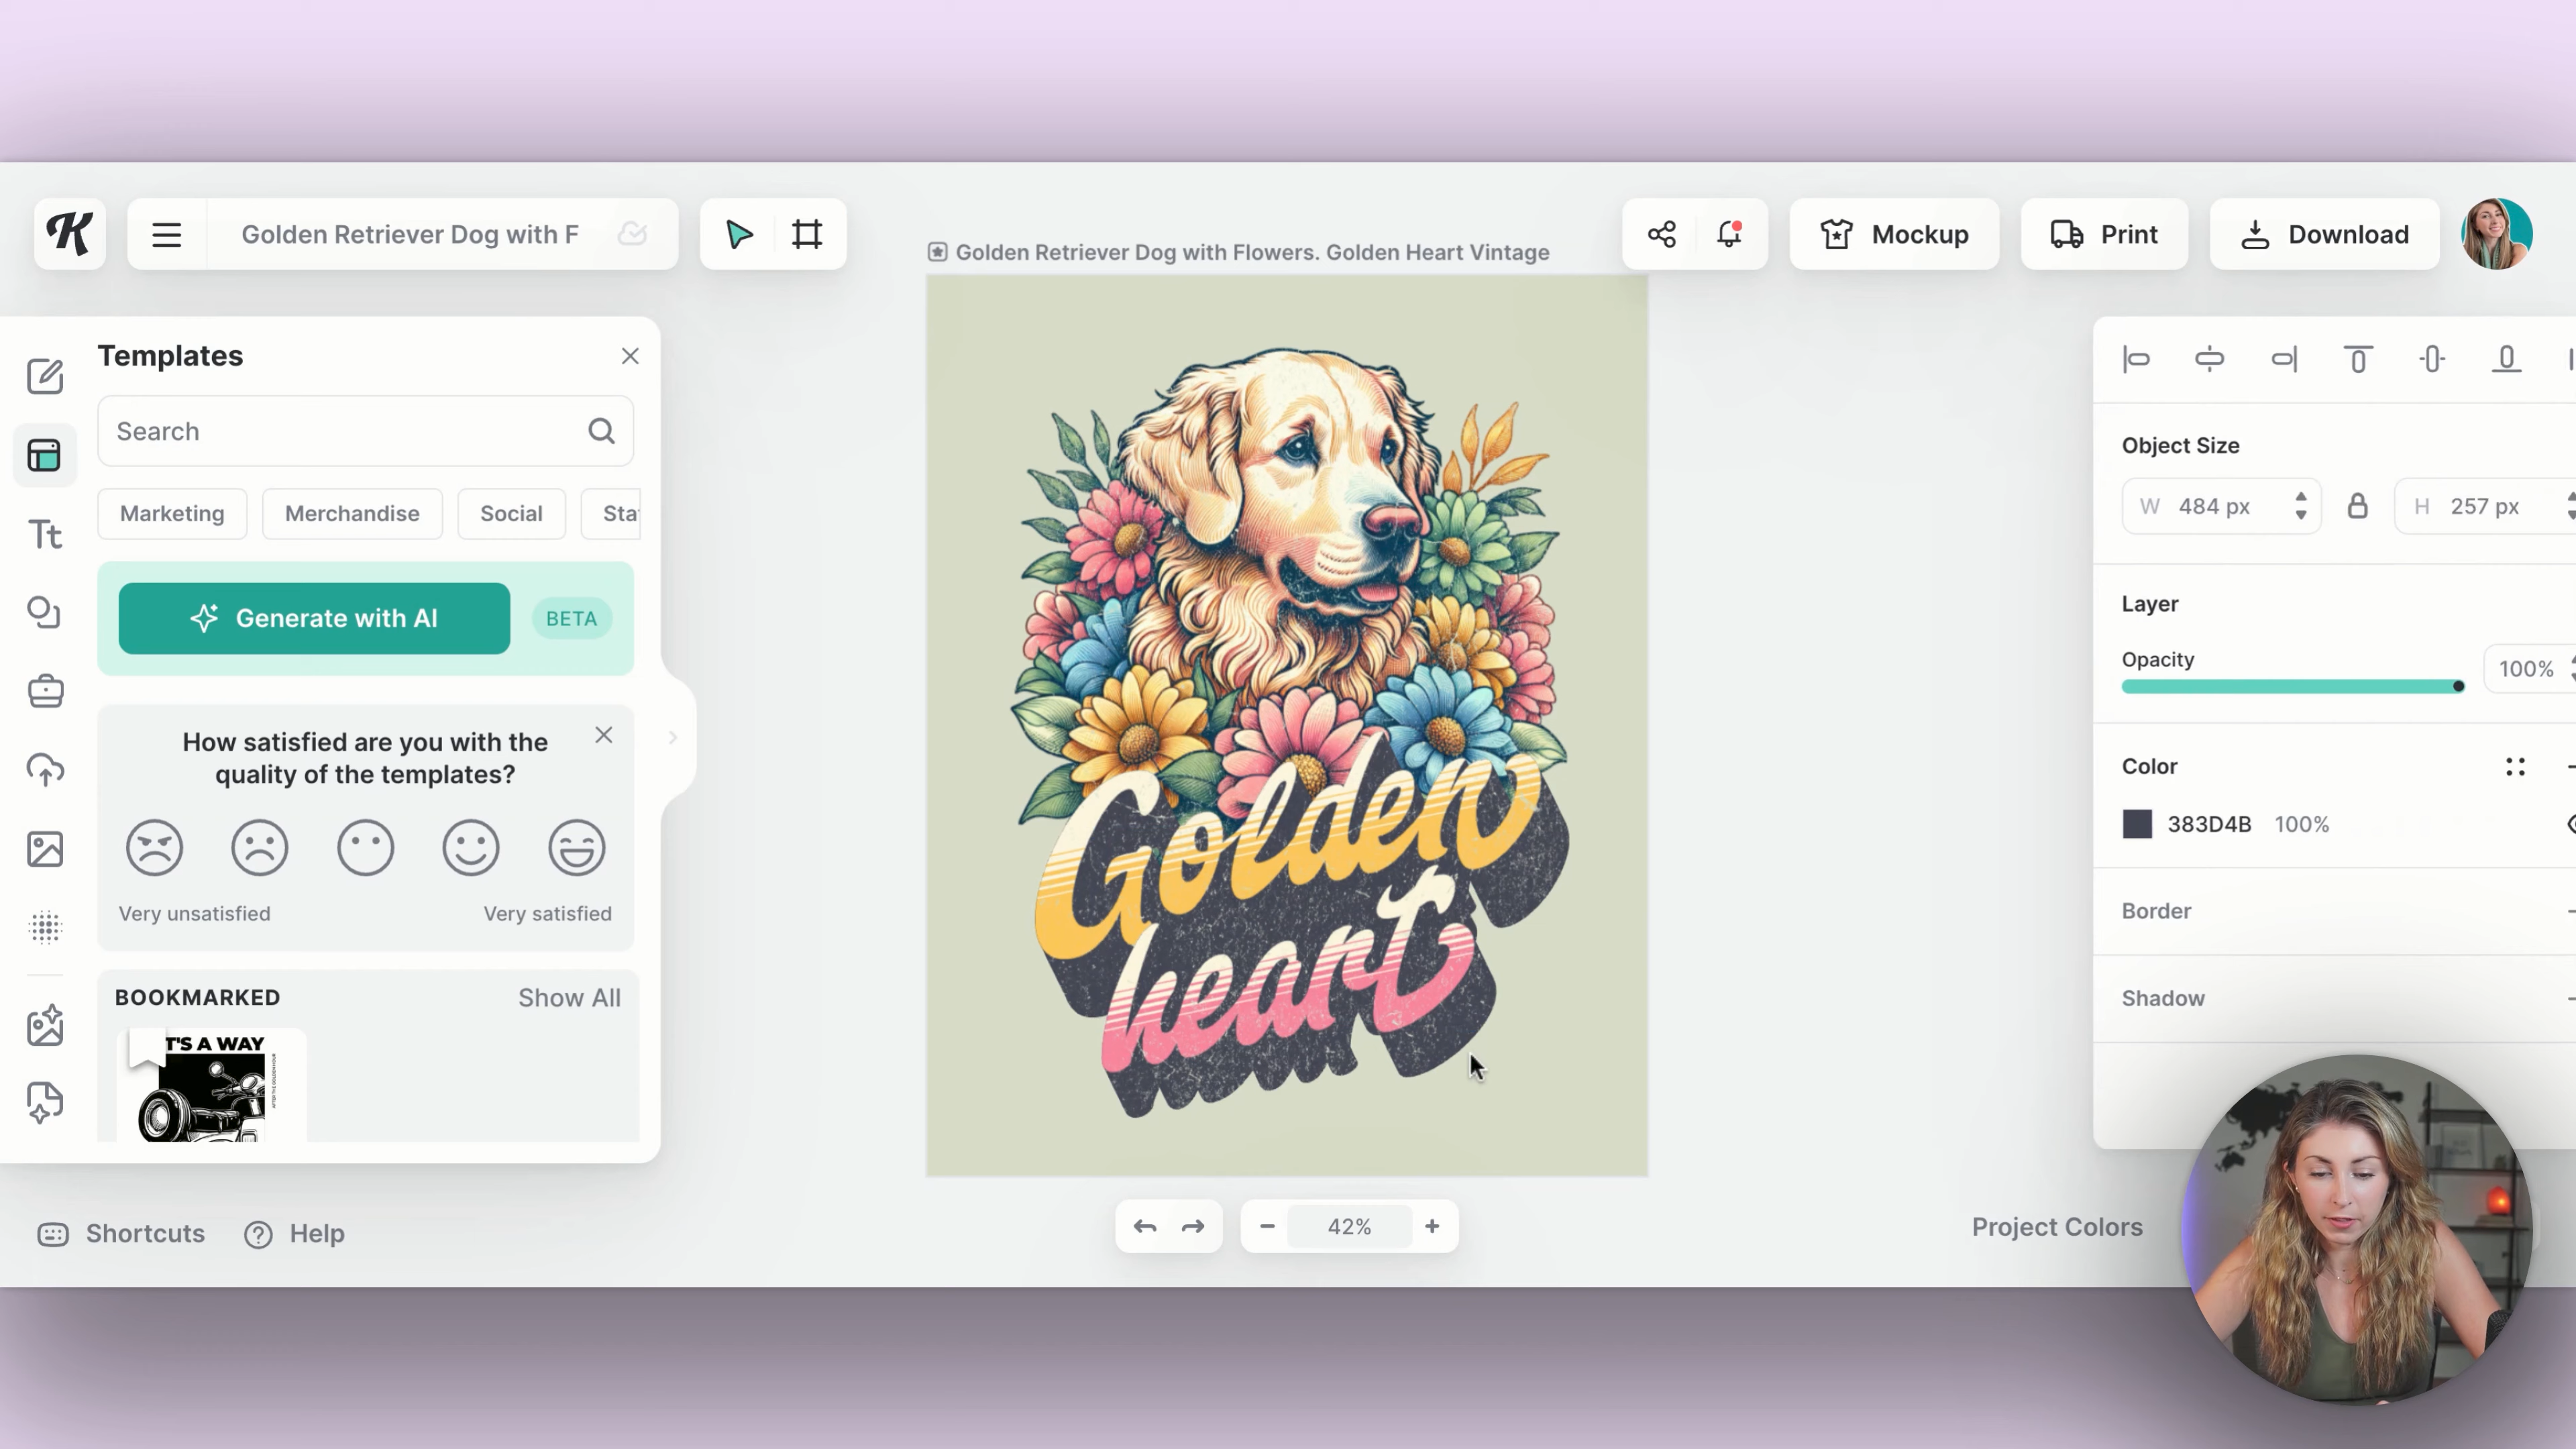 K
Golden Retriever Dog with F
Golden Retriever Dog with Flowers. Golden Heart Vintage
Mockup
Print
Download
Templates
Search
Marketing
Merchandise
Social
Sta
Tt
Generate with AI
BETA
How satisfied are you with the
quality of the templates?
Very unsatisfied
Very satisfied
BOOKMARKED
Show All
T'S A WAY
Golden
heart
Object Size
W 484 px
H 257 px
Layer
Opacity
100%
Color
383D4B 100%
Border
Shadow
Shortcuts
Help
42%
Project Colors